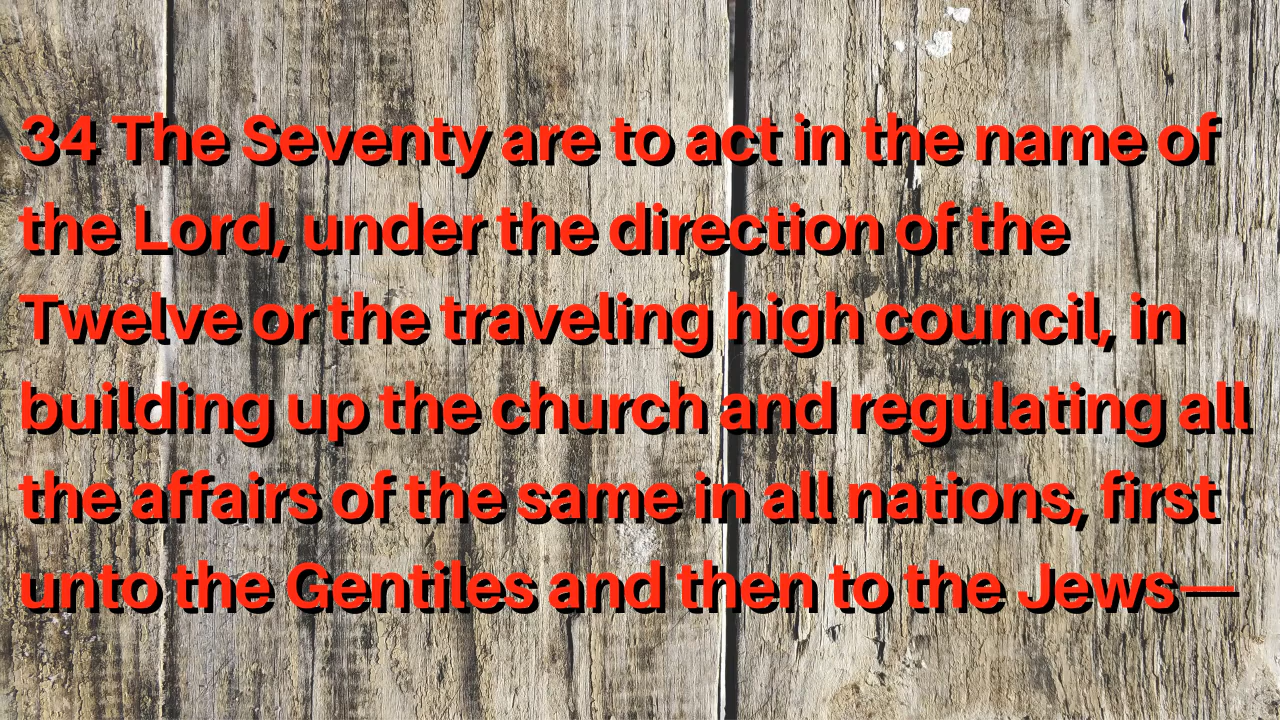 34 The Seventy are to act in the name of
the Lord, under the direction of the
Twelve or the traveling high council, in
building up the church and regulating all
the affairs of the same in all nations, first
unto the Gentiles and then to the Jews—